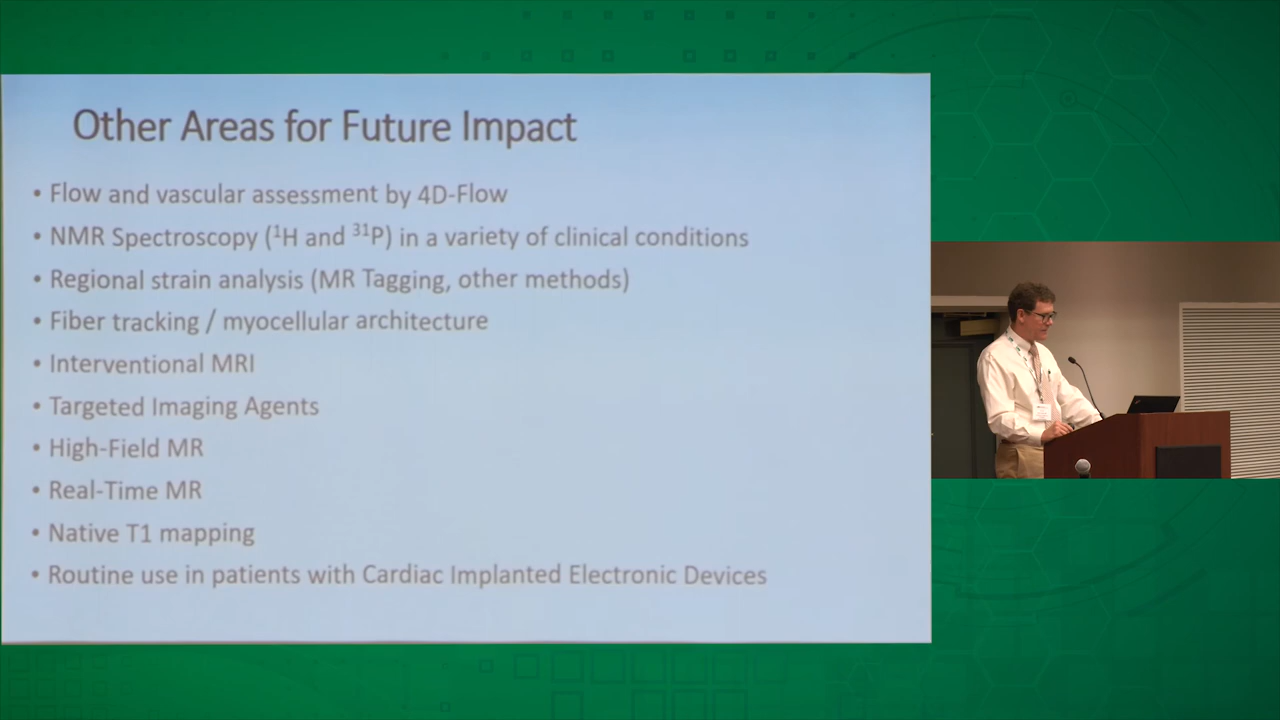 Other Areas for Future Impact
• Flow and vascular assessment by 4D-Flow
• NMR Spectroscopy (¹H and ³¹P) in a variety of clinical conditions
• Regional strain analysis (MR Tagging, other methods)
• Fiber tracking / myocellular architecture
• Interventional MRI
• Targeted Imaging Agents
• High-Field MR
• Real-Time MR
• Native T1 mapping
• Routine use in patients with Cardiac Implanted Electronic Devices